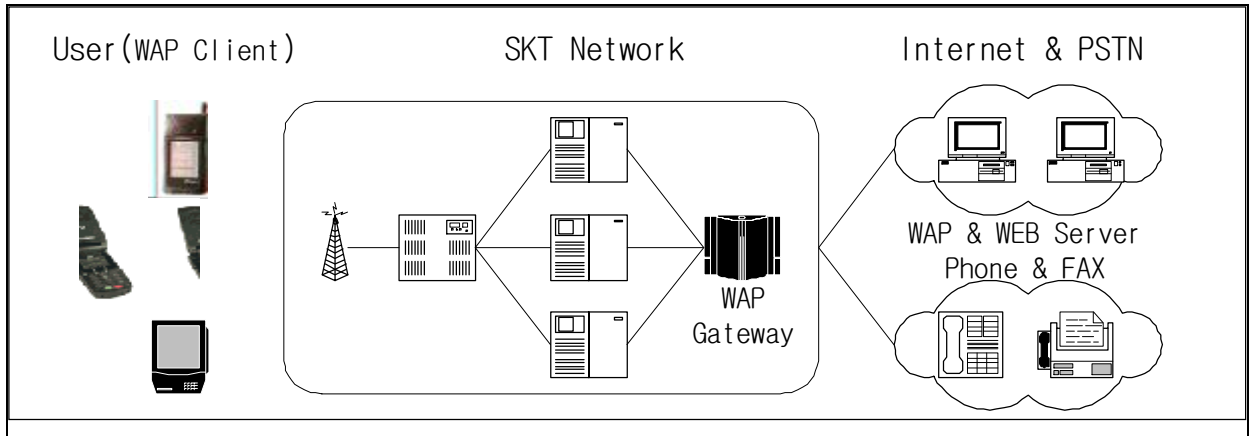 User(WAP Client)
SKT Network
Internet & PSTN
WAP & WEB Server
Phone & FAX
WAP
Gateway